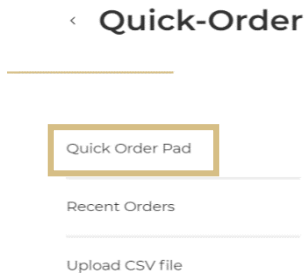 ‹ Quick-Order
Quick Order Pad
Recent Orders
Upload CSV file